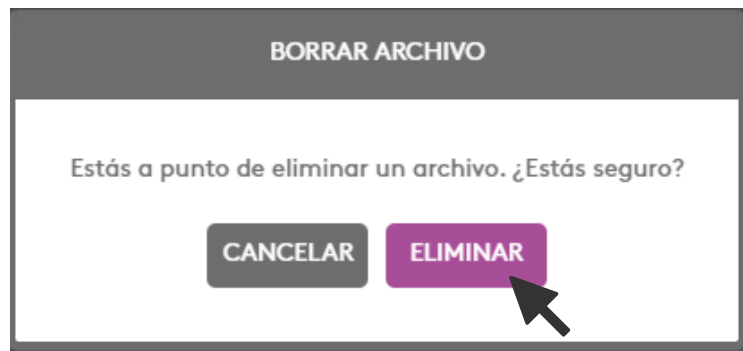 BORRAR ARCHIVO
Estás a punto de eliminar un archivo. ¿Estás seguro?
CANCELAR ELIMINAR